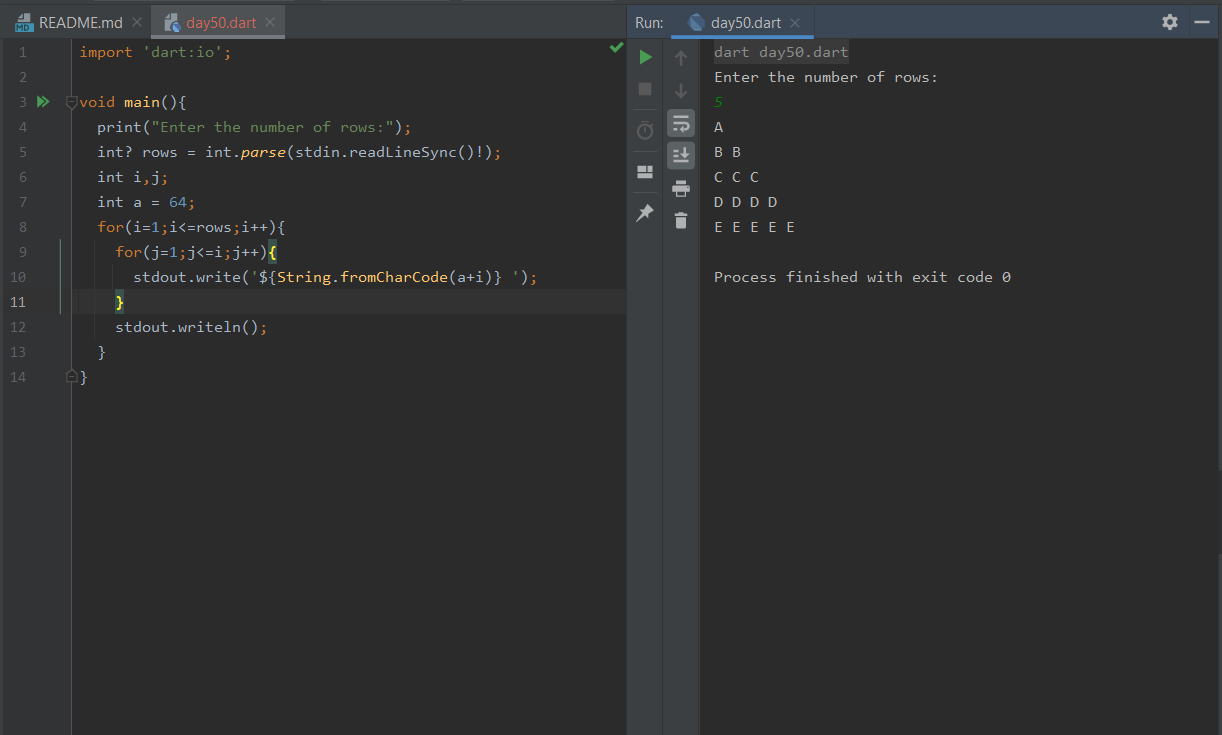 README.md day50.dart
1 import 'dart:io';
2
3 void main(){
4 print("Enter the number of rows:");
5 int? rows = int.parse(stdin.readLineSync()!);
6 int i,j;
7 int a = 64;
8 for(i=1;i<=rows;i++){
9 for(j=1;j<=i;j++){
10 stdout.write('${String.fromCharCode(a+i)} ');
11 }
12 stdout.writeln();
13 }
14 }
Run: day50.dart
dart day50.dart
Enter the number of rows:
5
A
B B
C C C
D D D D
E E E E E
Process finished with exit code 0